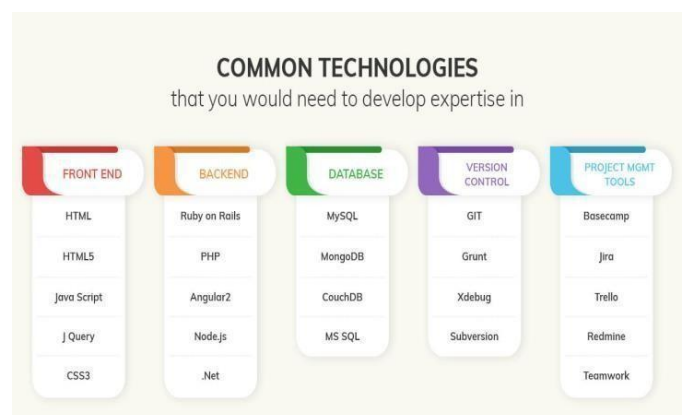 COMMON TECHNOLOGIES
that you would need to develop expertise in
FRONT END
HTML
HTML5
Java Script
J Query
CSS3
BACKEND
Ruby on Rails
PHP
Angular2
Node.js
.Net
DATABASE
MySQL
MongoDB
CouchDB
MS SQL
VERSION
CONTROL
GIT
Grunt
Xdebug
Subversion
PROJECT MGMT
TOOLS
Basecamp
Jira
Trello
Redmine
Teamwork